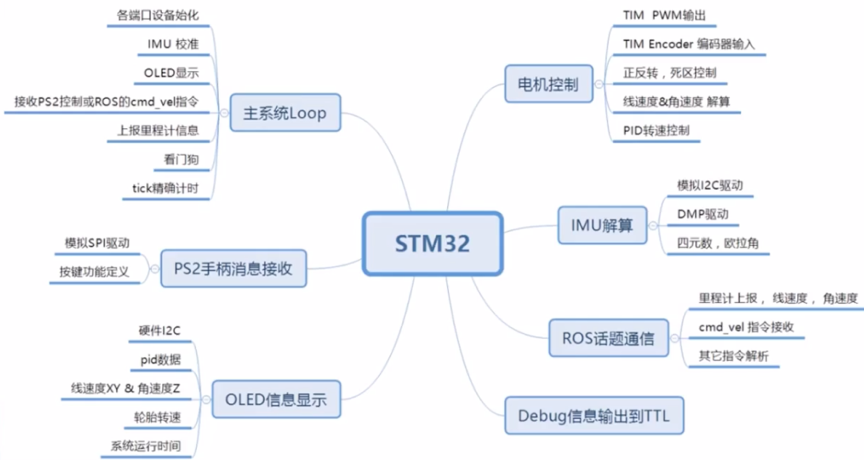 STM32
主系统Loop
各端口设备始化
IMU 校准
OLED显示
接收PS2控制或ROS的cmd_vel指令
上报里程计信息
看门狗
tick精确计时
PS2手柄消息接收
模拟SPI驱动
按键功能定义
OLED信息显示
硬件I2C
pid数据
线速度XY & 角速度Z
轮胎转速
系统运行时间
电机控制
TIM PWM输出
TIM Encoder 编码器输入
正反转，死区控制
线速度&角速度 解算
PID转速控制
IMU解算
模拟I2C驱动
DMP驱动
四元数，欧拉角
ROS话题通信
里程计上报， 线速度， 角速度
cmd_vel 指令接收
其它指令解析
Debug信息输出到TTL